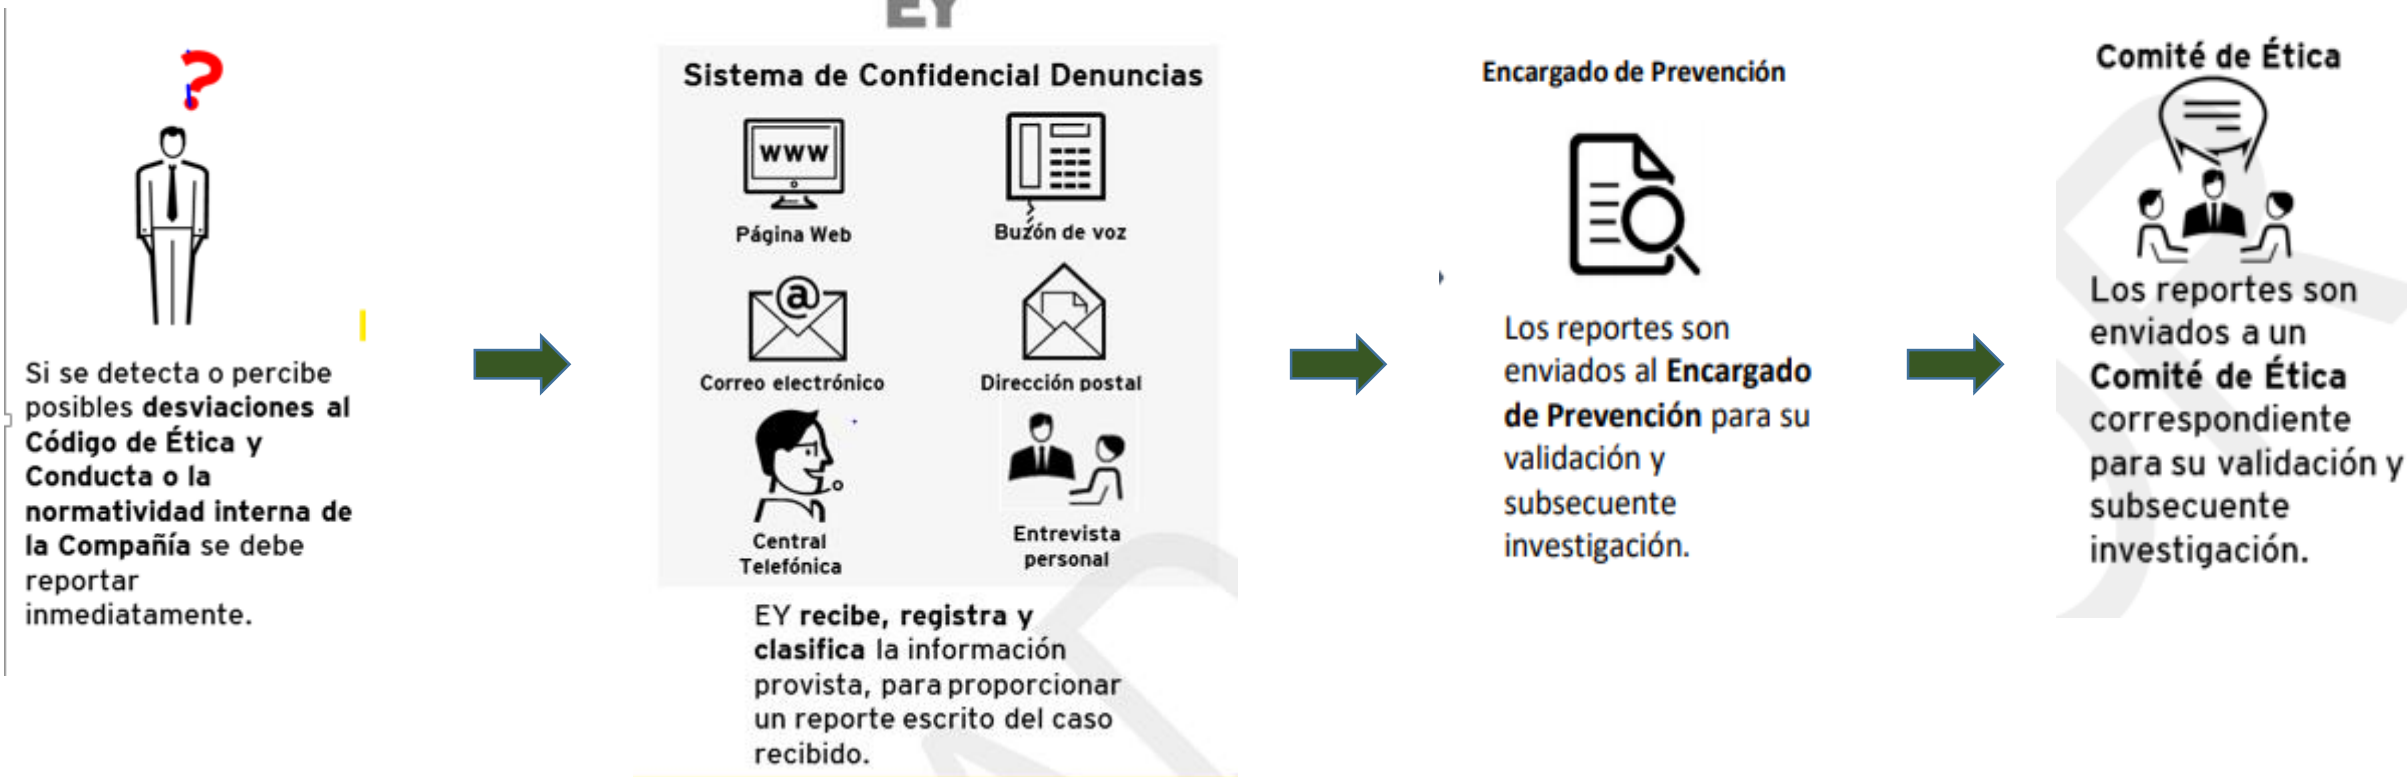 ?
Si se detecta o percibe
posibles desviaciones al
Código de Ética y
Conducta o la
normatividad interna de
la Compañía se debe
reportar
inmediatamente.
EY
Sistema de Confidencial Denuncias
www
Página Web
Buzón de voz
@
Correo electrónico
Dirección postal
Central
Telefónica
Entrevista
personal
EY recibe, registra y
clasifica la información
provista, para proporcionar
un reporte escrito del caso
recibido.
Encargado de Prevención
Los reportes son
enviados al Encargado
de Prevención para su
validación y
subsecuente
investigación.
Comité de Ética
Los reportes son
enviados a un
Comité de Ética
correspondiente
para su validación y
subsecuente
investigación.